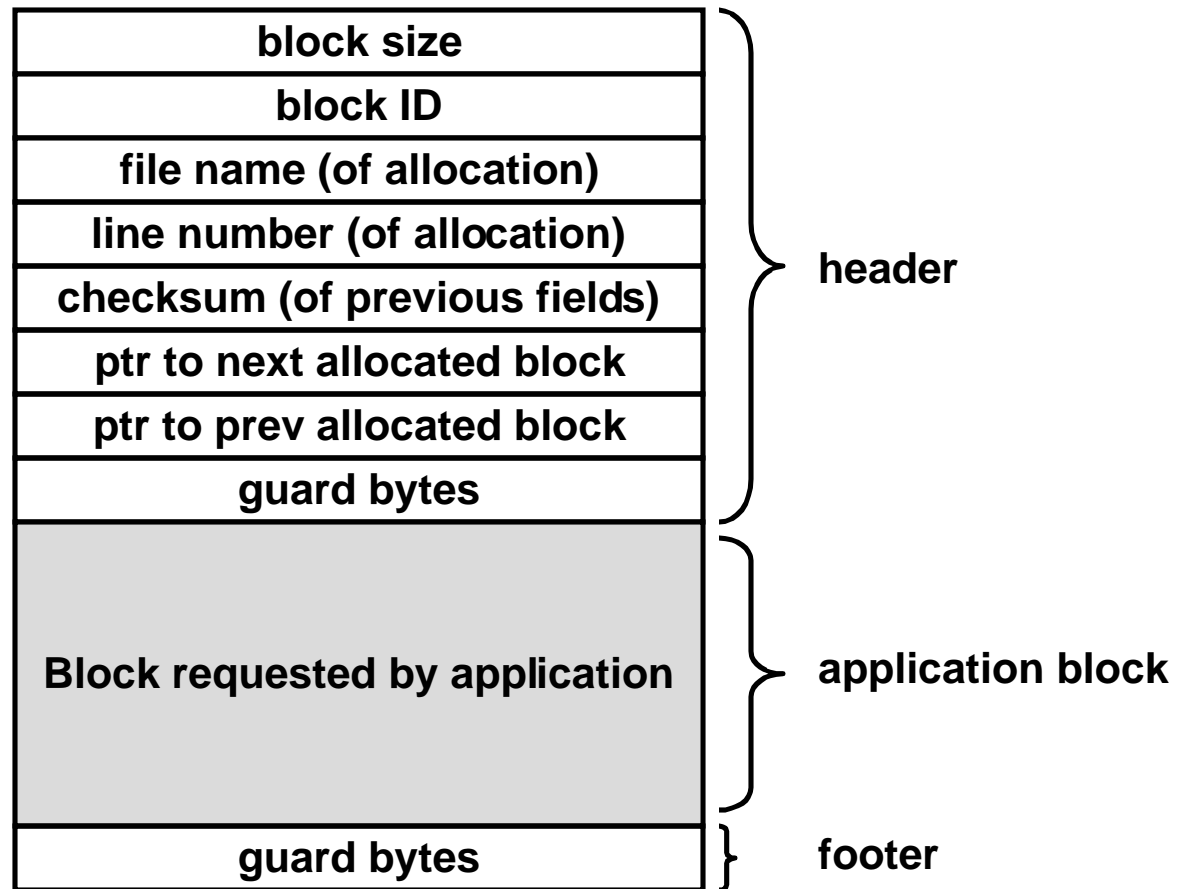 block size
block ID
file name (of allocation)
line number (of allocation)
checksum (of previous fields)
ptr to next allocated block
ptr to prev allocated block
guard bytes
header
Block requested by application
application block
guard bytes
footer